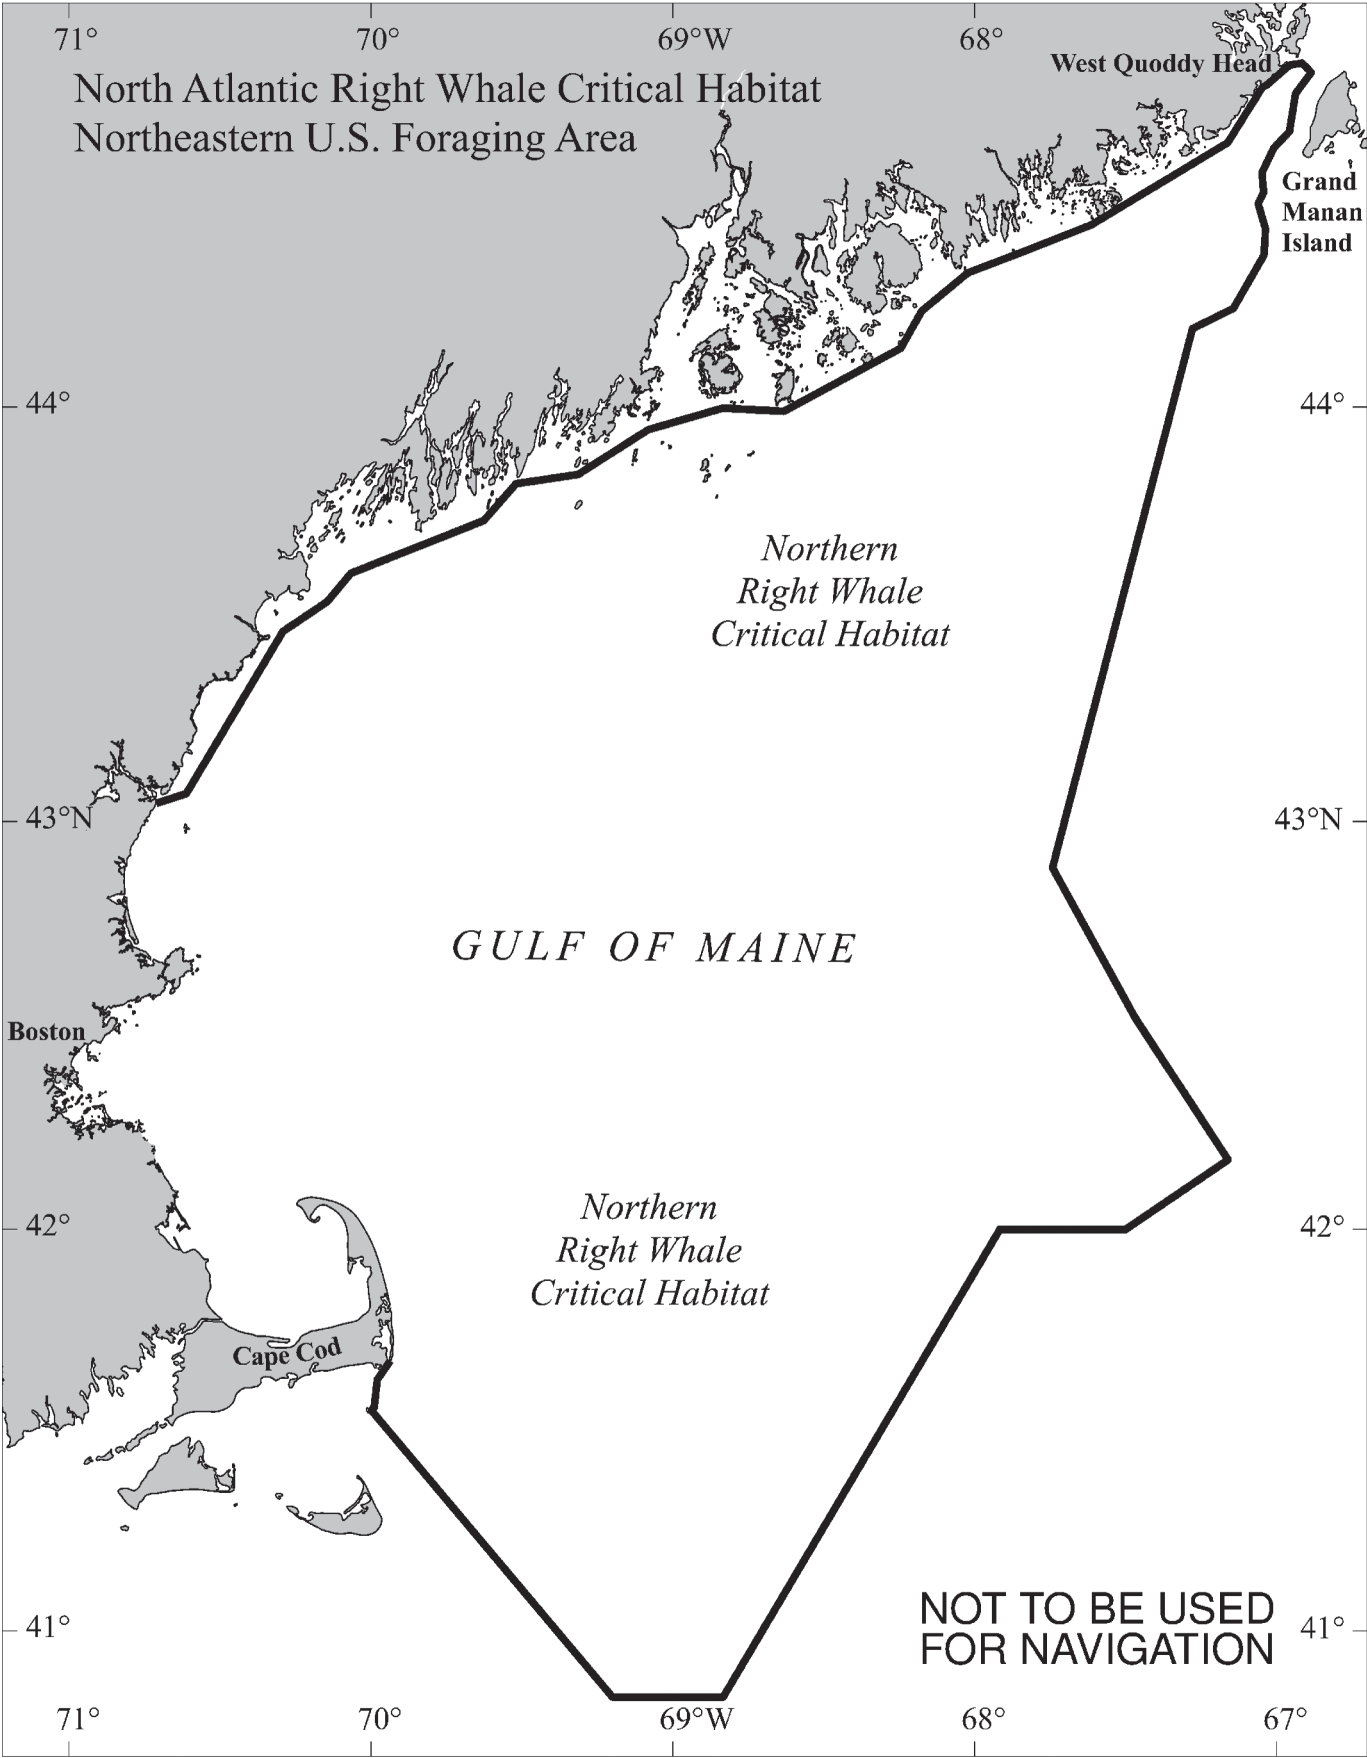 71°
70°
69°W
68°
North Atlantic Right Whale Critical Habitat
Northeastern U.S. Foraging Area
West Quoddy Head
Grand
Manan
Island
44°
44°
Northern
Right Whale
Critical Habitat
43°N
43°N
GULF OF MAINE
Boston
42°
42°
Northern
Right Whale
Critical Habitat
Cape Cod
NOT TO BE USED
FOR NAVIGATION
41°
41°
71°
70°
69°W
68°
67°